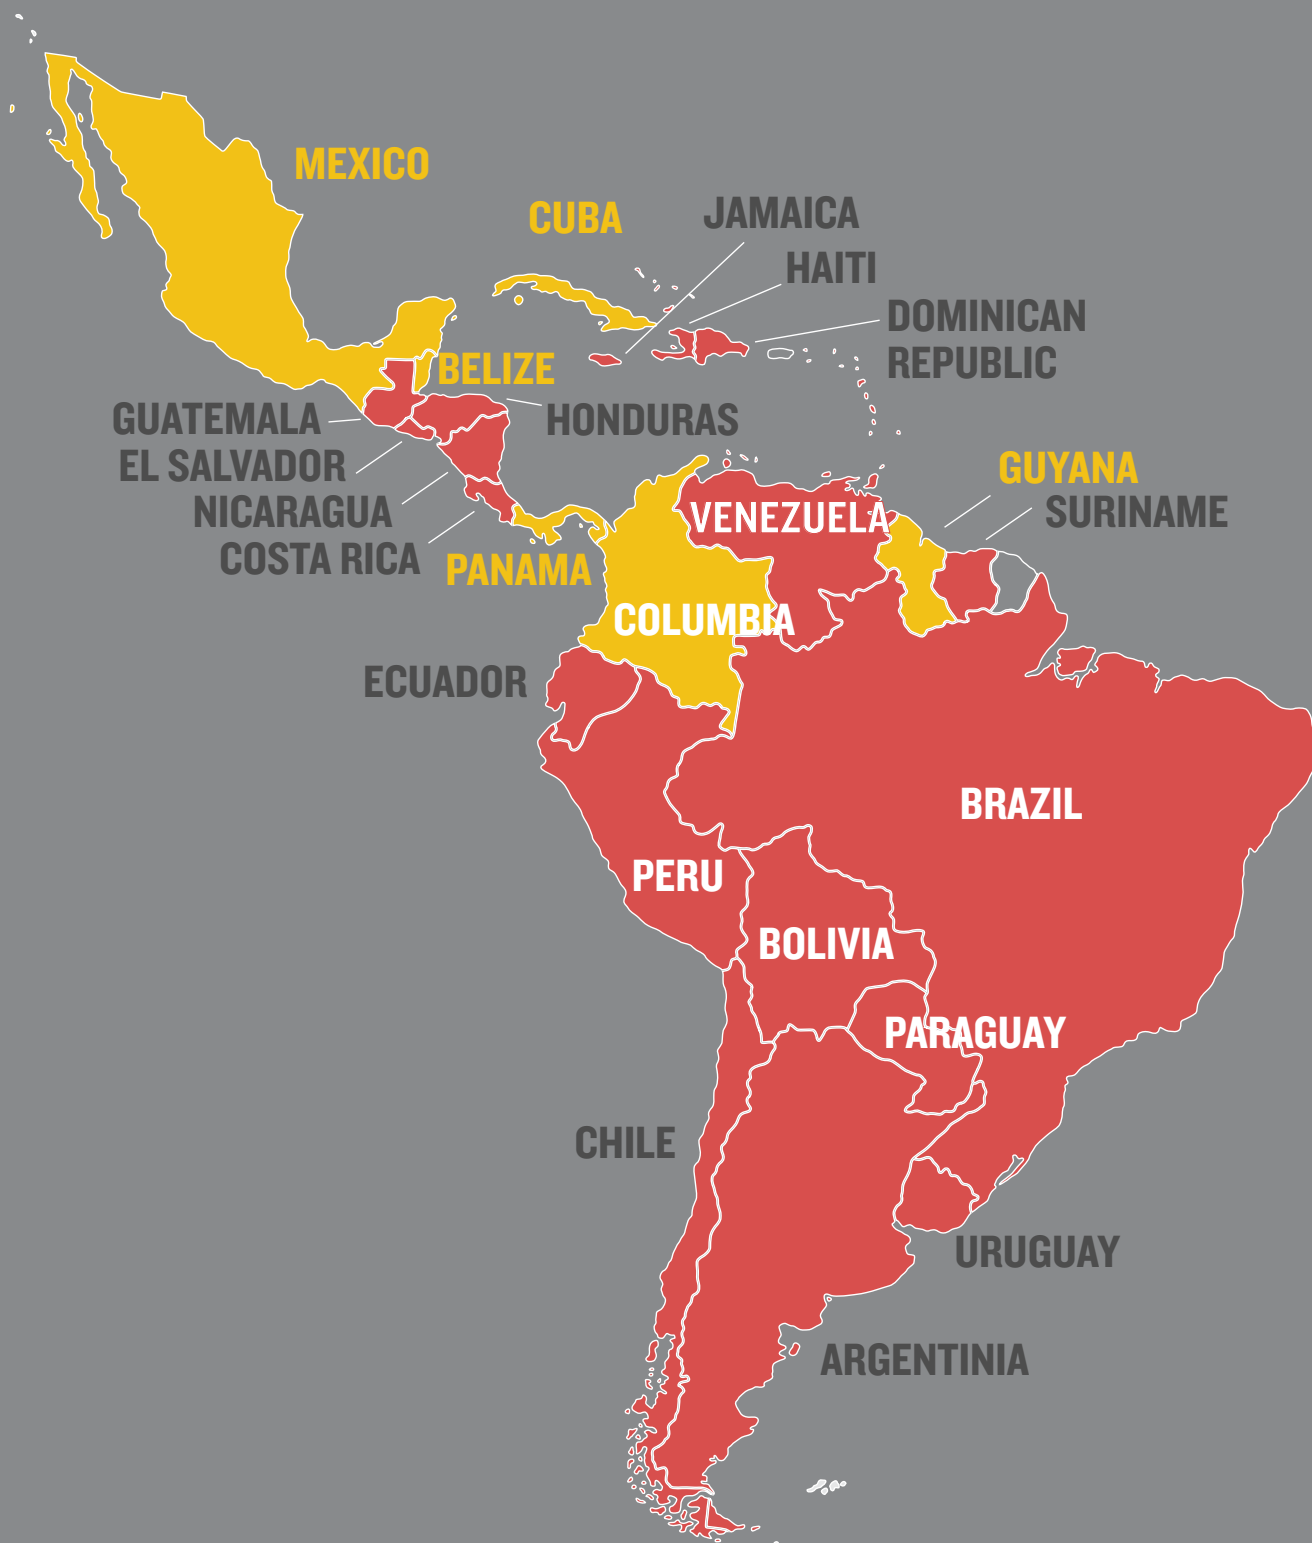 MEXICO
CUBA
JAMAICA
HAITI
DOMINICAN
REPUBLIC
BELIZE
GUATEMALA
HONDURAS
EL SALVADOR
NICARAGUA
COSTA RICA
PANAMA
VENEZUELA
GUYANA
SURINAME
COLUMBIA
ECUADOR
BRAZIL
PERU
BOLIVIA
PARAGUAY
CHILE
URUGUAY
ARGENTINIA